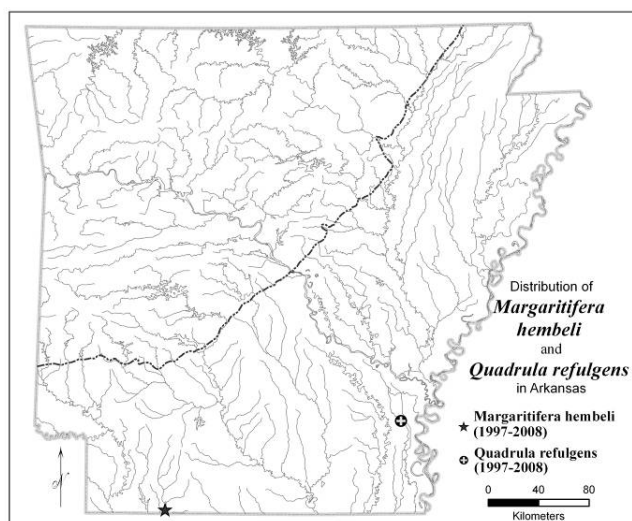 Distribution of
Margaritifera
hembeli
and
Quadrula refulgens
in Arkansas
Margaritifera hembeli
(1997-2008)
Quadrula refulgens
(1997-2008)
0 40 80
Kilometers
N